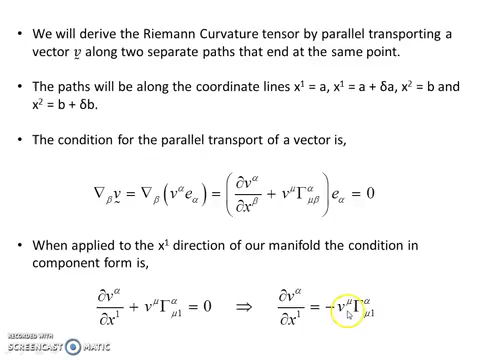 • We will derive the Riemann Curvature tensor by parallel transporting a
vector v along two separate paths that end at the same point.
• The paths will be along the coordinate lines x¹ = a, x¹ = a + δa, x² = b and
x² = b + δb.
• The condition for the parallel transport of a vector is,
∇_β v = ∇_β (v^α e_α) = (∂v^α/∂x^β + v^μ Γ^α_μβ) e_α = 0
• When applied to the x¹ direction of our manifold the condition in
component form is,
∂v^α/∂x¹ + v^μ Γ^α_μ1 = 0 ⇒ ∂v^α/∂x¹ = −v^μ Γ^α_μ1
RECORDED WITH
SCREENCAST MATIC